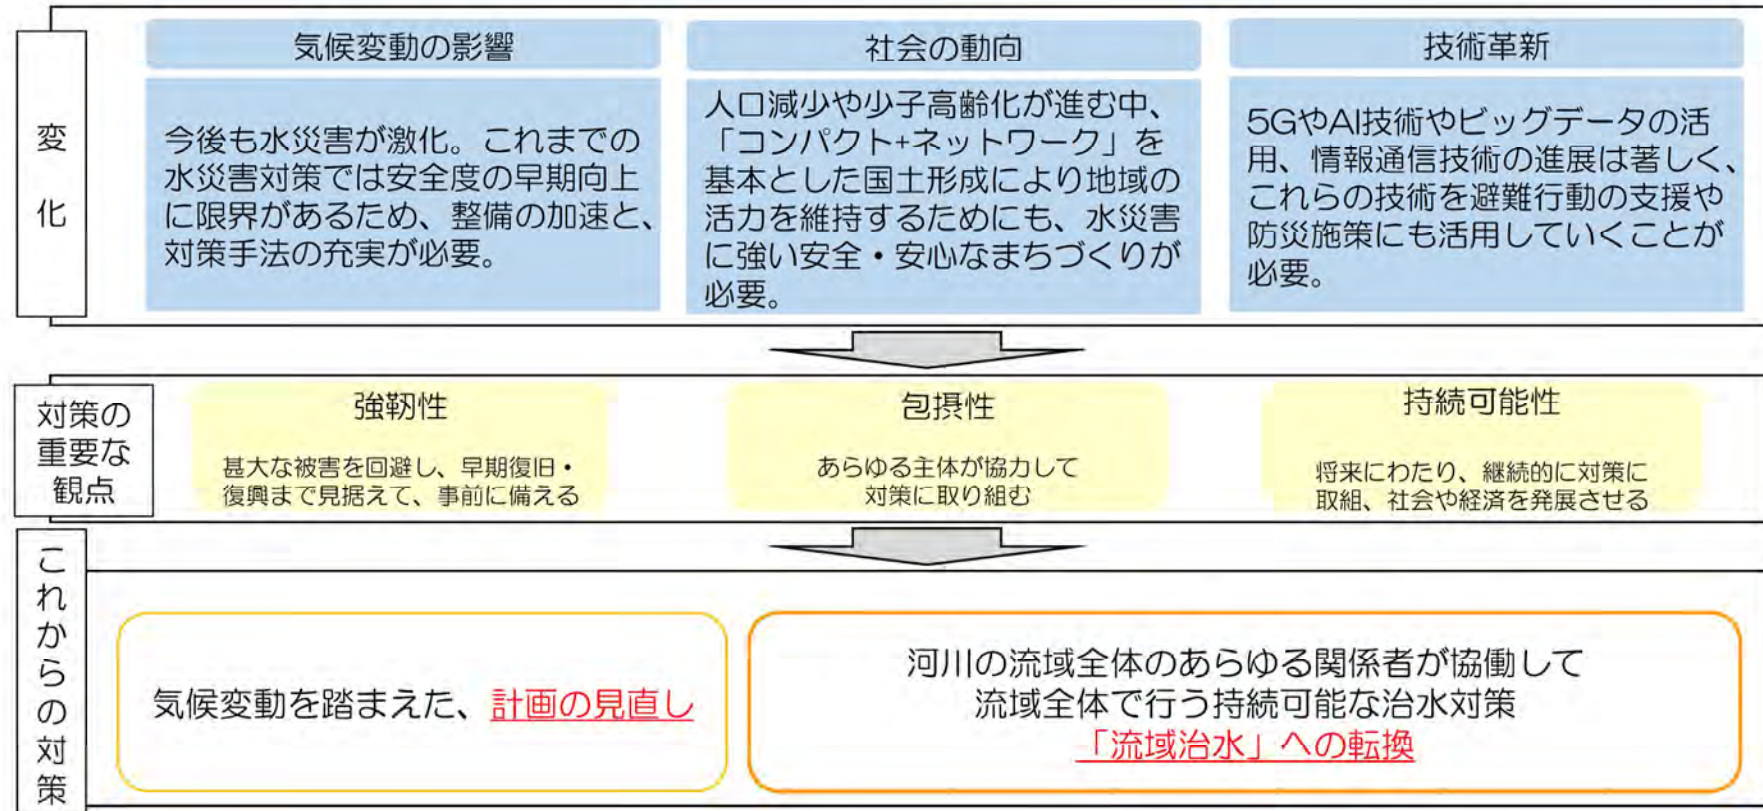 変化
気候変動の影響
今後も水災害が激化。これまでの
水災害対策では安全度の早期向上
に限界があるため、整備の加速と、
対策手法の充実が必要。
社会の動向
人口減少や少子高齢化が進む中、
「コンパクト+ネットワーク」を
基本とした国土形成により地域の
活力を維持するためにも、水災害
に強い安全・安心なまちづくりが
必要。
技術革新
5GやAI技術やビッグデータの活
用、情報通信技術の進展は著しく、
これらの技術を避難行動の支援や
防災施策にも活用していくことが
必要。
対策の
重要な
観点
強靭性
甚大な被害を回避し、早期復旧・
復興まで見据えて、事前に備える
包摂性
あらゆる主体が協力して
対策に取り組む
持続可能性
将来にわたり、継続的に対策に
取組、社会や経済を発展させる
これからの対策
気候変動を踏まえた、計画の見直し
河川の流域全体のあらゆる関係者が協働して
流域全体で行う持続可能な治水対策
「流域治水」への転換